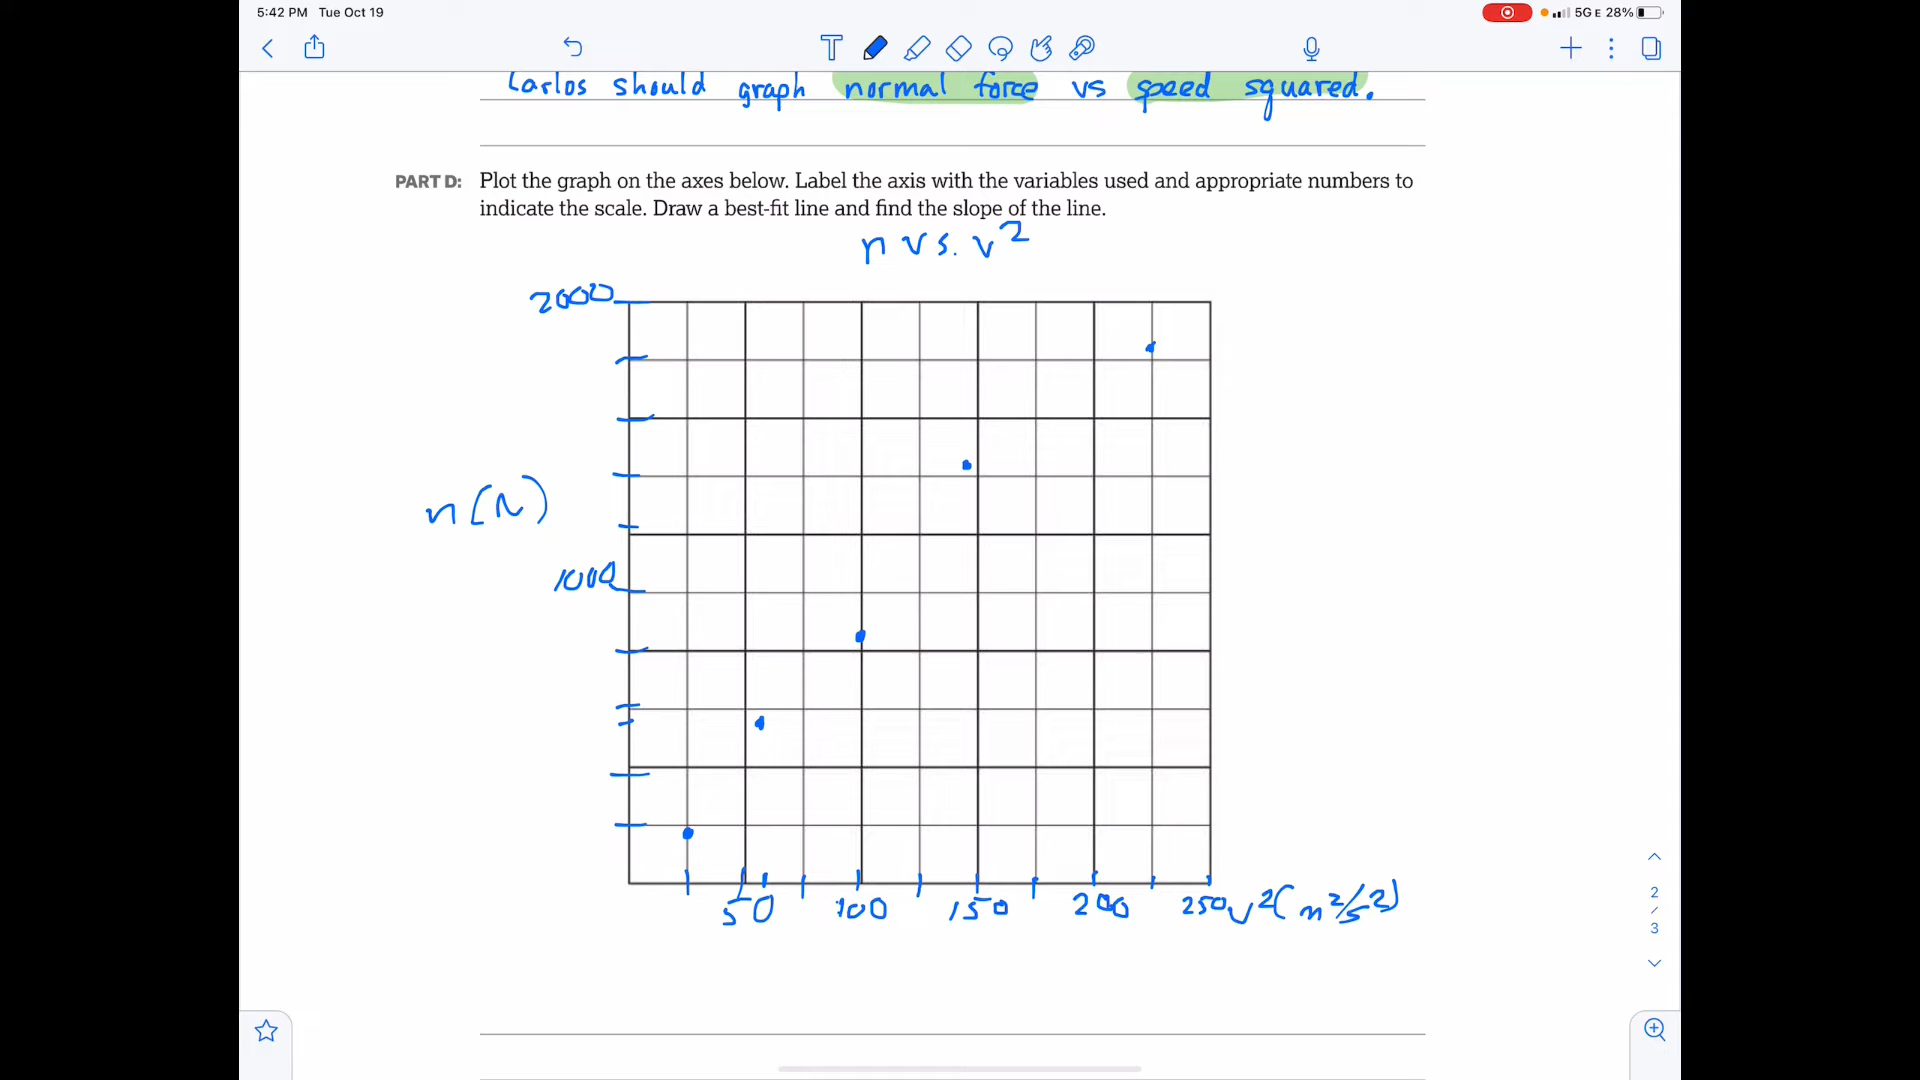 5:42 PM Tue Oct 19
5G E 28%
T
Carlos should graph normal force vs speed squared.
PART D: Plot the graph on the axes below. Label the axis with the variables used and appropriate numbers to
indicate the scale. Draw a best-fit line and find the slope of the line.
n vs. v²
2000
n (N)
1000
50 100 150 200 250 v² (m²/s²)
2
3